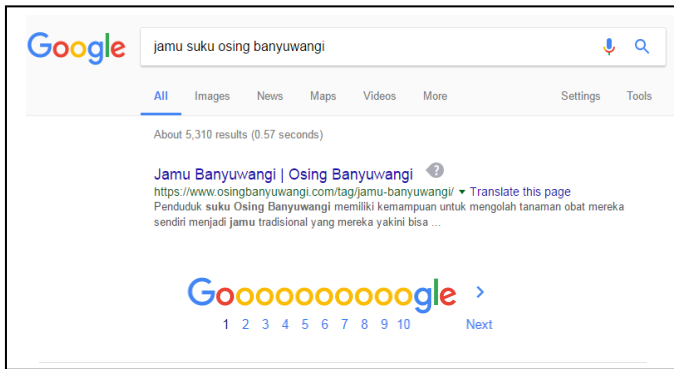 Google jamu suku osing banyuwangi
All Images News Maps Videos More Settings Tools
About 5,310 results (0.57 seconds)
Jamu Banyuwangi | Osing Banyuwangi ?
https://www.osingbanyuwangi.com/tag/jamu-banyuwangi/ ▾ Translate this page
Penduduk suku Osing Banyuwangi memiliki kemampuan untuk mengolah tanaman obat mereka
sendiri menjadi jamu tradisional yang mereka yakini bisa ...
Goooooooooogle >
1 2 3 4 5 6 7 8 9 10 Next